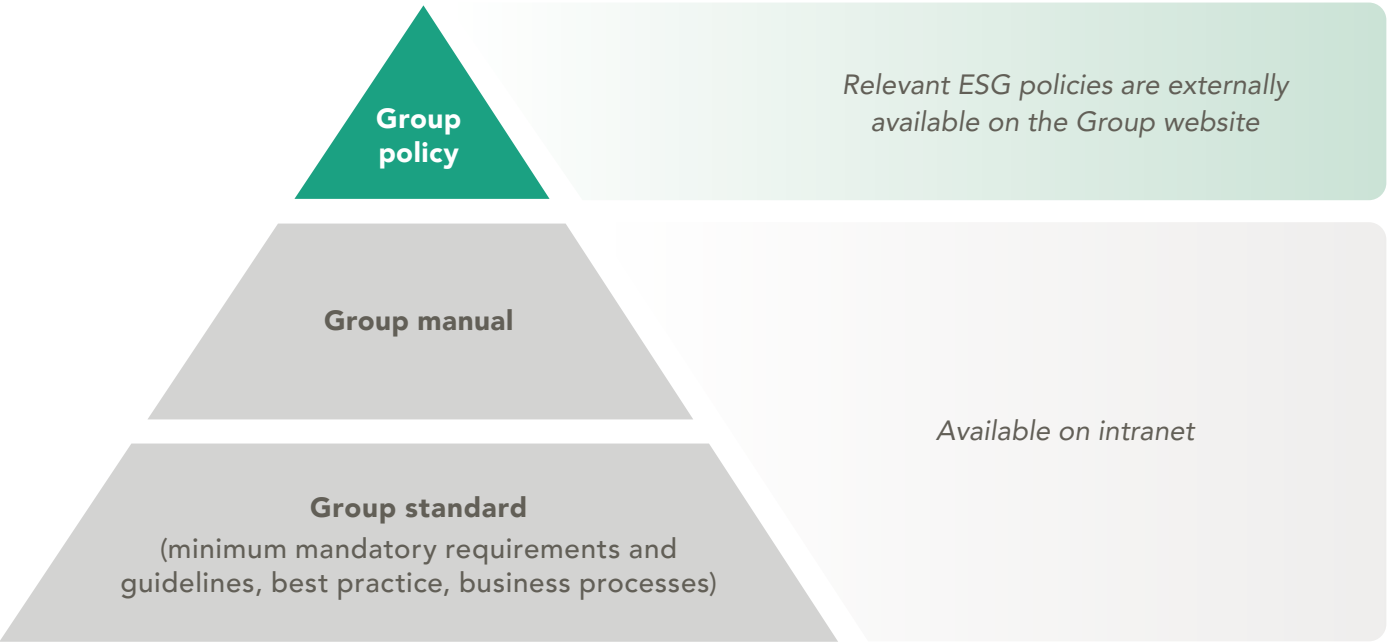 Group
policy
Relevant ESG policies are externally
available on the Group website
Group manual
Available on intranet
Group standard
(minimum mandatory requirements and
guidelines, best practice, business processes)